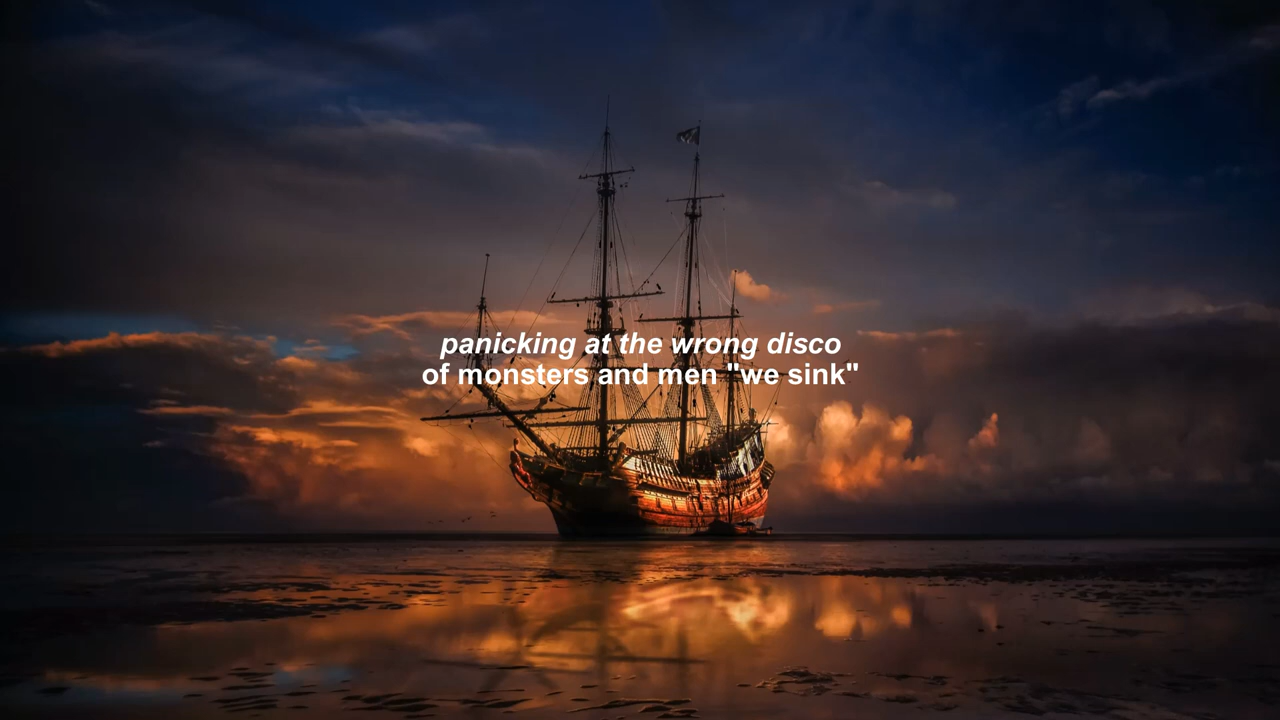 panicking at the wrong disco
of monsters and men "we sink"